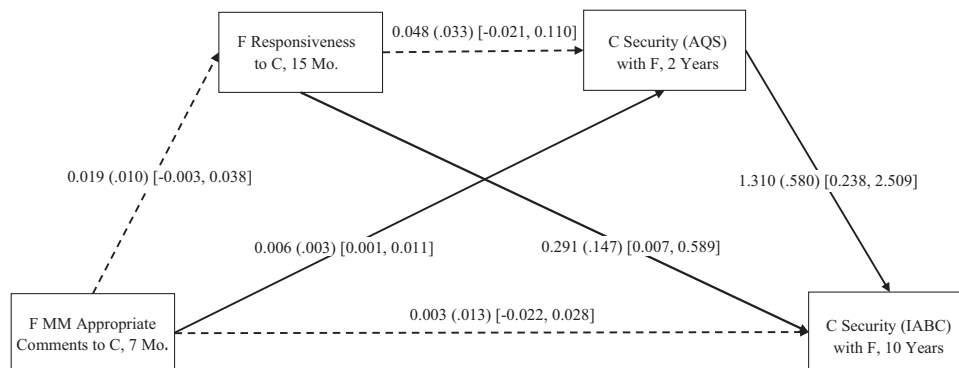 0.048 (.033) [-0.021, 0.110]
F Responsiveness
to C, 15 Mo.
C Security (AQS)
with F, 2 Years
0.019 (.010) [-0.003, 0.038]
1.310 (.580) [0.238, 2.509]
0.006 (.003) [0.001, 0.011]
0.291 (.147) [0.007, 0.589]
F MM Appropriate
Comments to C, 7 Mo.
0.003 (.013) [-0.022, 0.028]
C Security (IABC)
with F, 10 Years